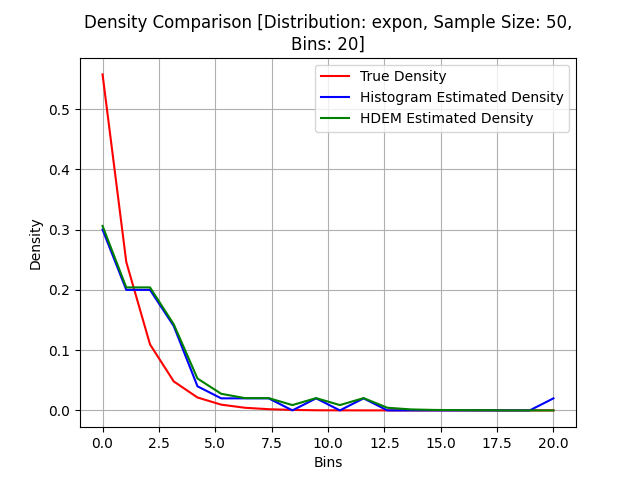 Density Comparison [Distribution: expon, Sample Size: 50,
Bins: 20]
True Density
Histogram Estimated Density
HDEM Estimated Density
Density
0.5
0.4
0.3
0.2
0.1
0.0
0.0 2.5 5.0 7.5 10.0 12.5 15.0 17.5 20.0
Bins